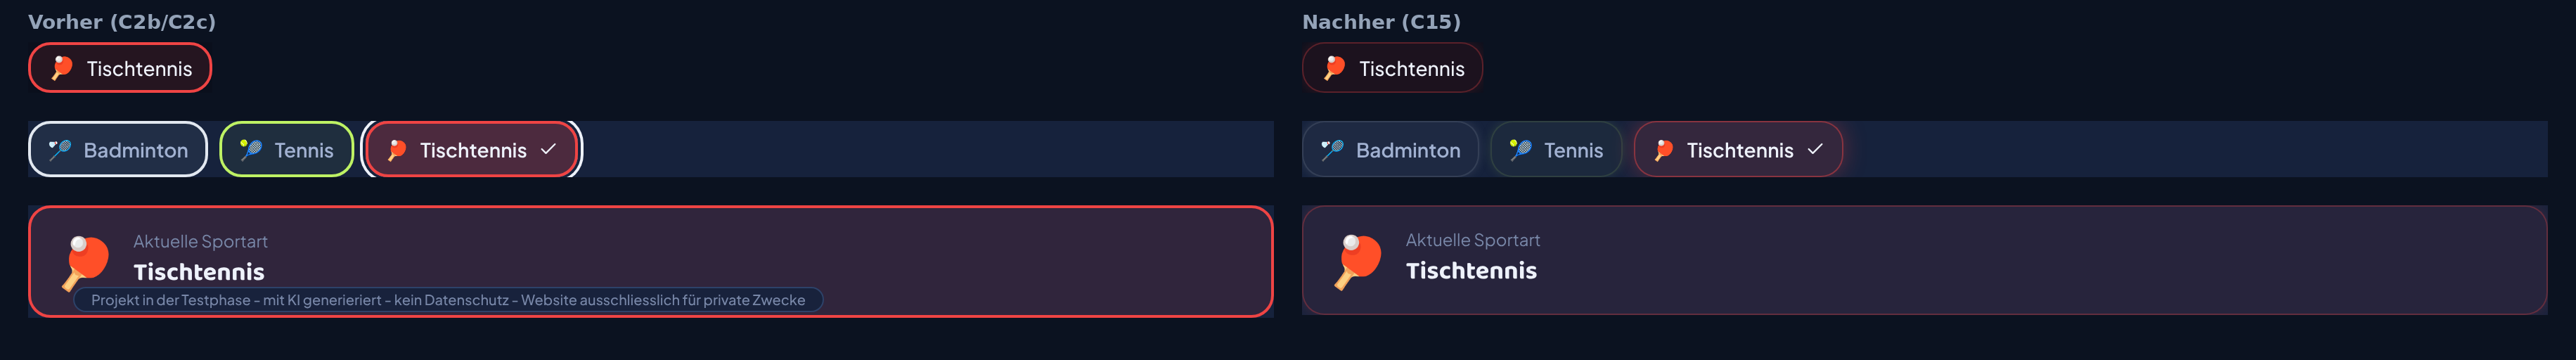 Vorher (C2b/C2c)
Tischtennis
Badminton Tennis Tischtennis
Aktuelle Sportart
Tischtennis
Projekt in der Testphase - mit KI generieriert - kein Datenschutz - Website ausschliesslich für private Zwecke
Nachher (C15)
Tischtennis
Badminton Tennis Tischtennis
Aktuelle Sportart
Tischtennis